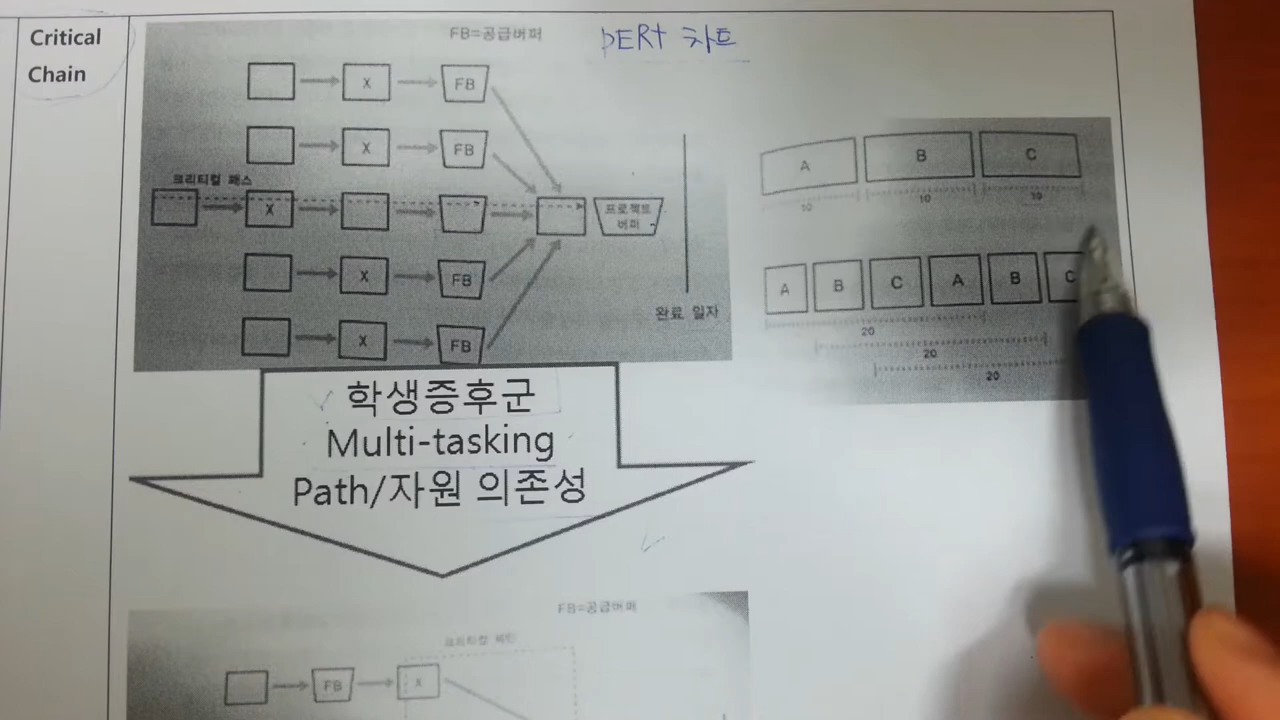 Critical
Chain
FB=공급버퍼
PERT 차트
X
FB
X
FB
크리티컬 패스
X
프로젝트
버퍼
X
FB
X
FB
완료 일자
A
B
C
10
10
10
A
B
C
A
B
C
20
20
20
학생증후군
Multi-tasking
Path/자원 의존성
FB=공급버퍼
크리티컬 체인
FB
X